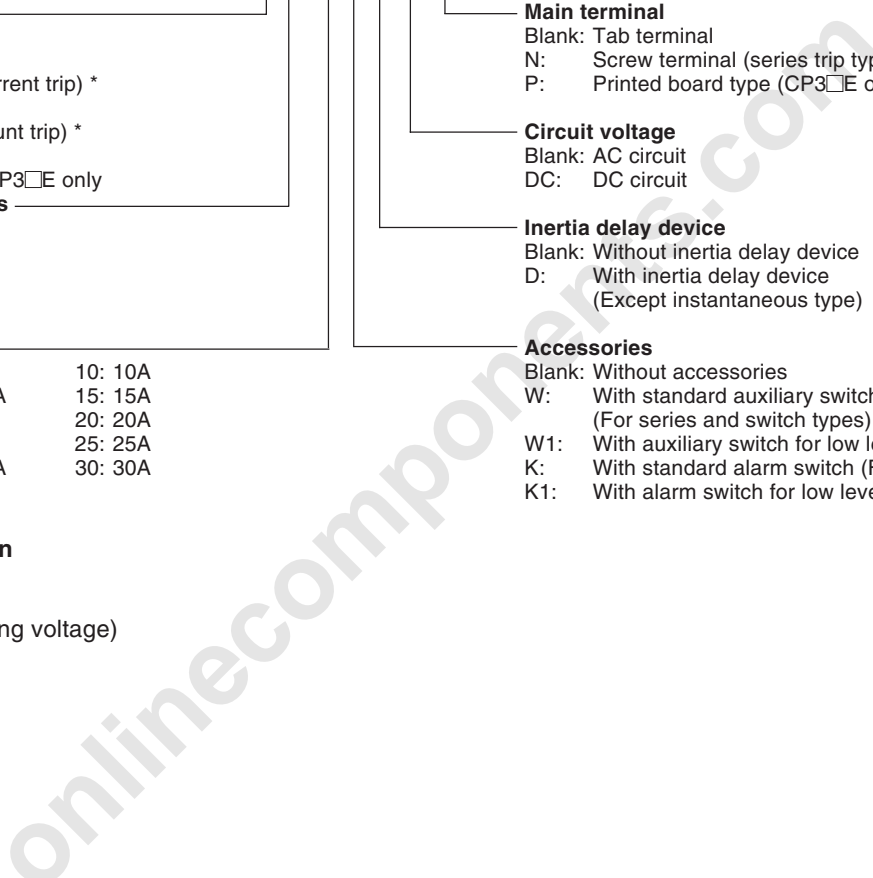 rent trip) *
unt trip) *
P3□E only
s
10: 10A
A 15: 15A
20: 20A
25: 25A
A 30: 30A
n
ng voltage)
Main terminal
Blank: Tab terminal
N: Screw terminal (series trip typ
P: Printed board type (CP3□E o
Circuit voltage
Blank: AC circuit
DC: DC circuit
Inertia delay device
Blank: Without inertia delay device
D: With inertia delay device
(Except instantaneous type)
Accessories
Blank: Without accessories
W: With standard auxiliary switch
(For series and switch types)
W1: With auxiliary switch for low l
K: With standard alarm switch (
K1: With alarm switch for low leve
onlinecomponents.com